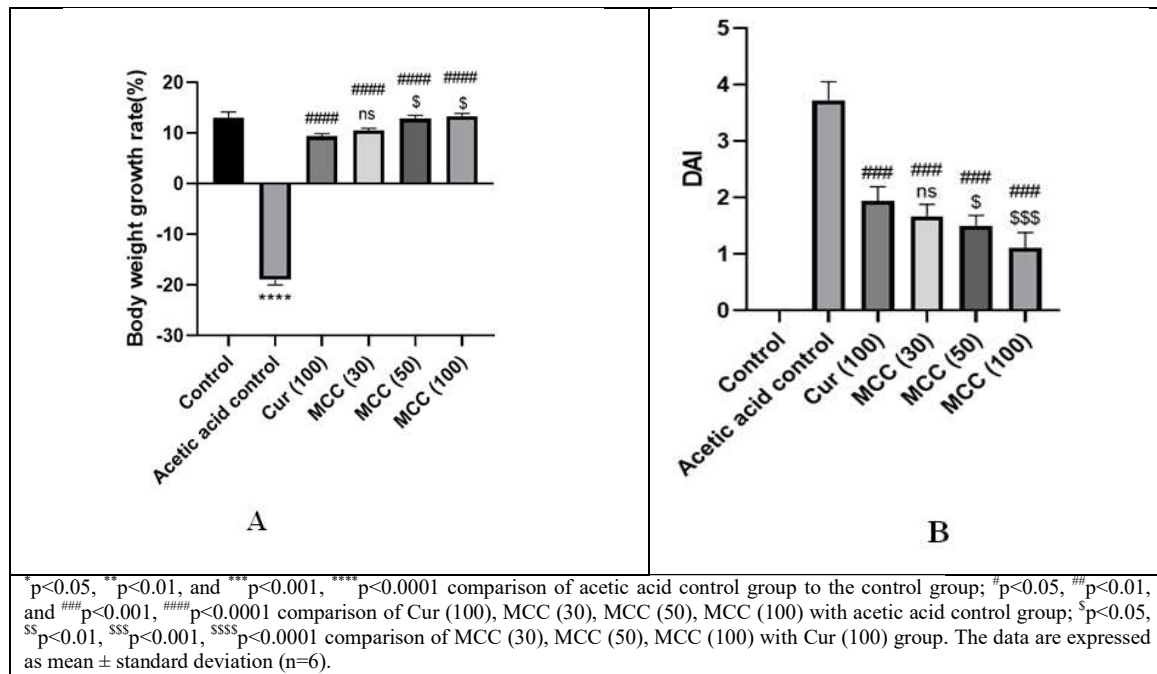 20
10
0
-10
-20
-30
Body weight growth rate(%)
####
####
####
####
ns
$
$
****
Control
Acetic acid control
Cur (100)
MCC (30)
MCC (50)
MCC (100)
A
5
4
3
2
1
0
DAI
###
###
###
###
ns
$
$$$
Control
Acetic acid control
Cur (100)
MCC (30)
MCC (50)
MCC (100)
B
*p<0.05, **p<0.01, and ***p<0.001, ****p<0.0001 comparison of acetic acid control group to the control group; #p<0.05, ##p<0.01,
and ###p<0.001, ####p<0.0001 comparison of Cur (100), MCC (30), MCC (50), MCC (100) with acetic acid control group; $p<0.05,
$$p<0.01, $$$p<0.001, $$$$p<0.0001 comparison of MCC (30), MCC (50), MCC (100) with Cur (100) group. The data are expressed
as mean ± standard deviation (n=6).